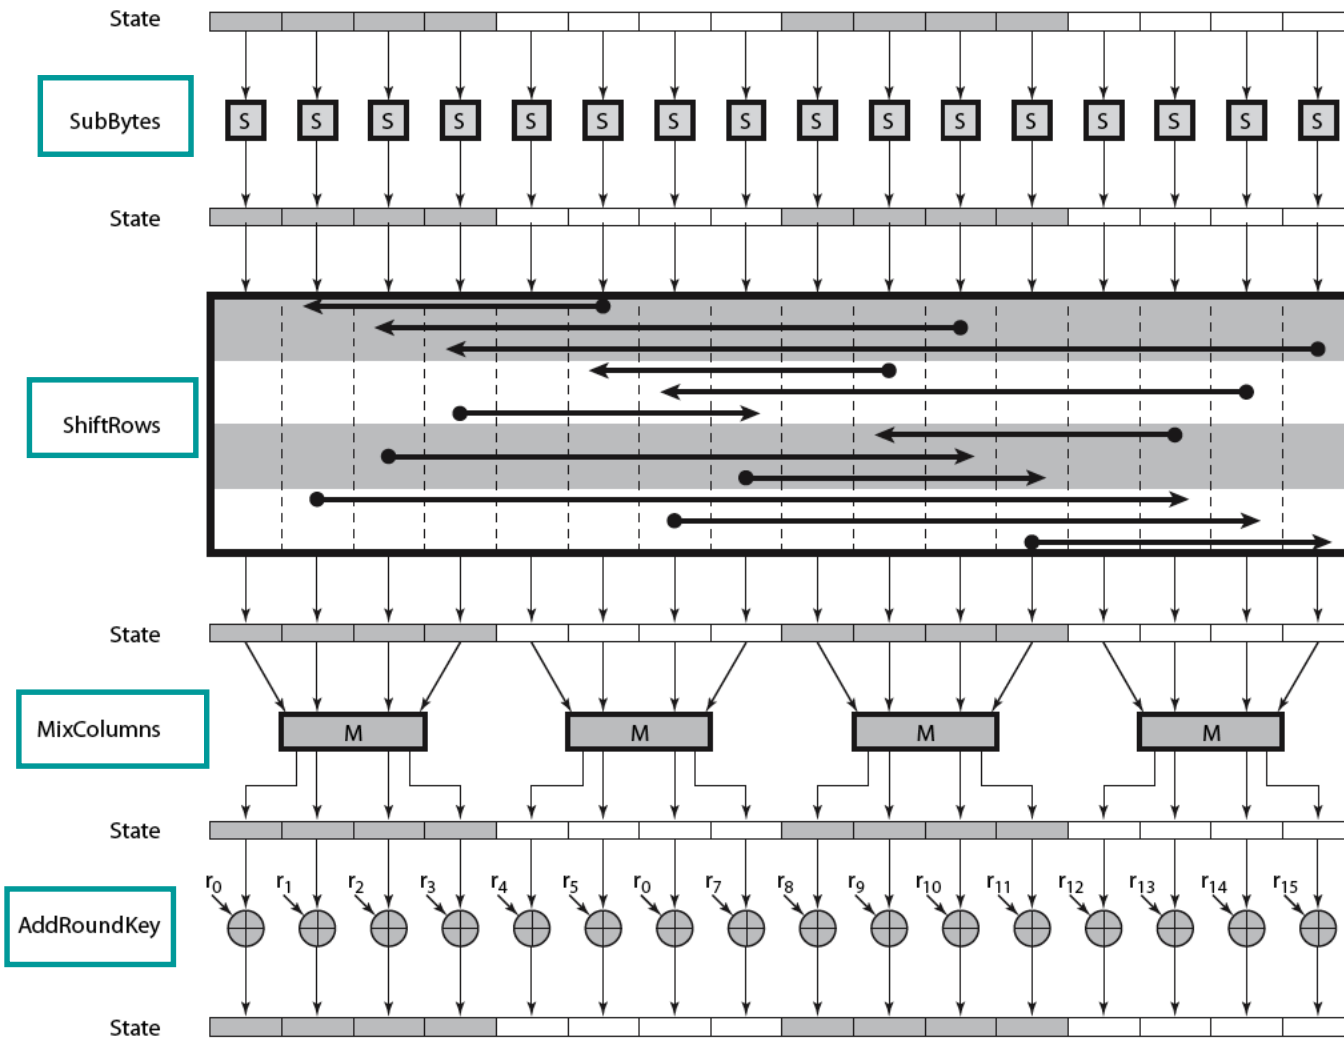 State
SubBytes
S S S S S S S S S S S S S S S S
State
ShiftRows
State
MixColumns
M M M M
State
r0 r1 r2 r3 r4 r5 r0 r7 r8 r9 r10 r11 r12 r13 r14 r15
AddRoundKey
State